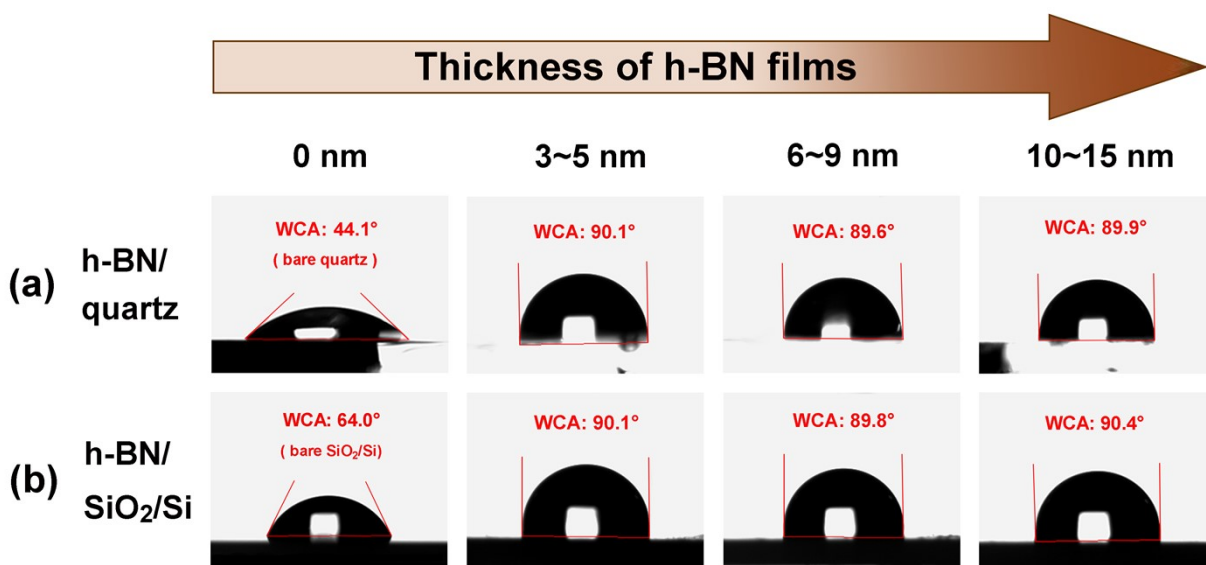 Thickness of h-BN films
0 nm
3~5 nm
6~9 nm
10~15 nm
(a)
h-BN/
quartz
WCA: 44.1°
( bare quartz )
WCA: 90.1°
WCA: 89.6°
WCA: 89.9°
(b)
h-BN/
SiO₂/Si
WCA: 64.0°
( bare SiO₂/Si)
WCA: 90.1°
WCA: 89.8°
WCA: 90.4°